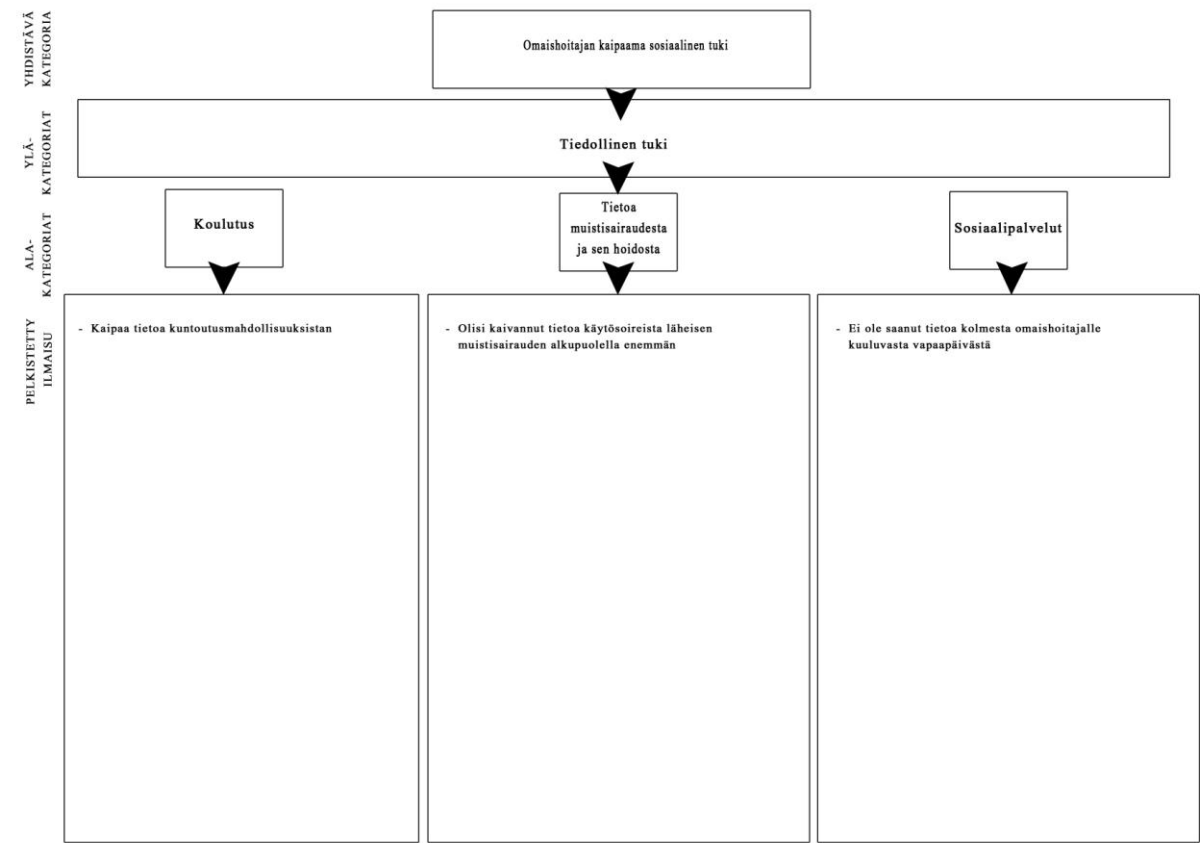 YHDISTÄVÄ
KATEGORIA
Omaishoitajan kaipaama sosiaalinen tuki
YLÄ-
KATEGORIAT
Tiedollinen tuki
ALA-
KATEGORIAT
Koulutus
Tietoa
muistisairaudesta
ja sen hoidosta
Sosiaalipalvelut
PELKISTETTY
ILMAISU
- Kaipaa tietoa kuntoutusmahdollisuuksistan
- Olisi kaivannut tietoa käytösoireista läheisen
muistisairauden alkupuolella enemmän
- Ei ole saanut tietoa kolmesta omaishoitajalle
kuuluvasta vapaapäivästä